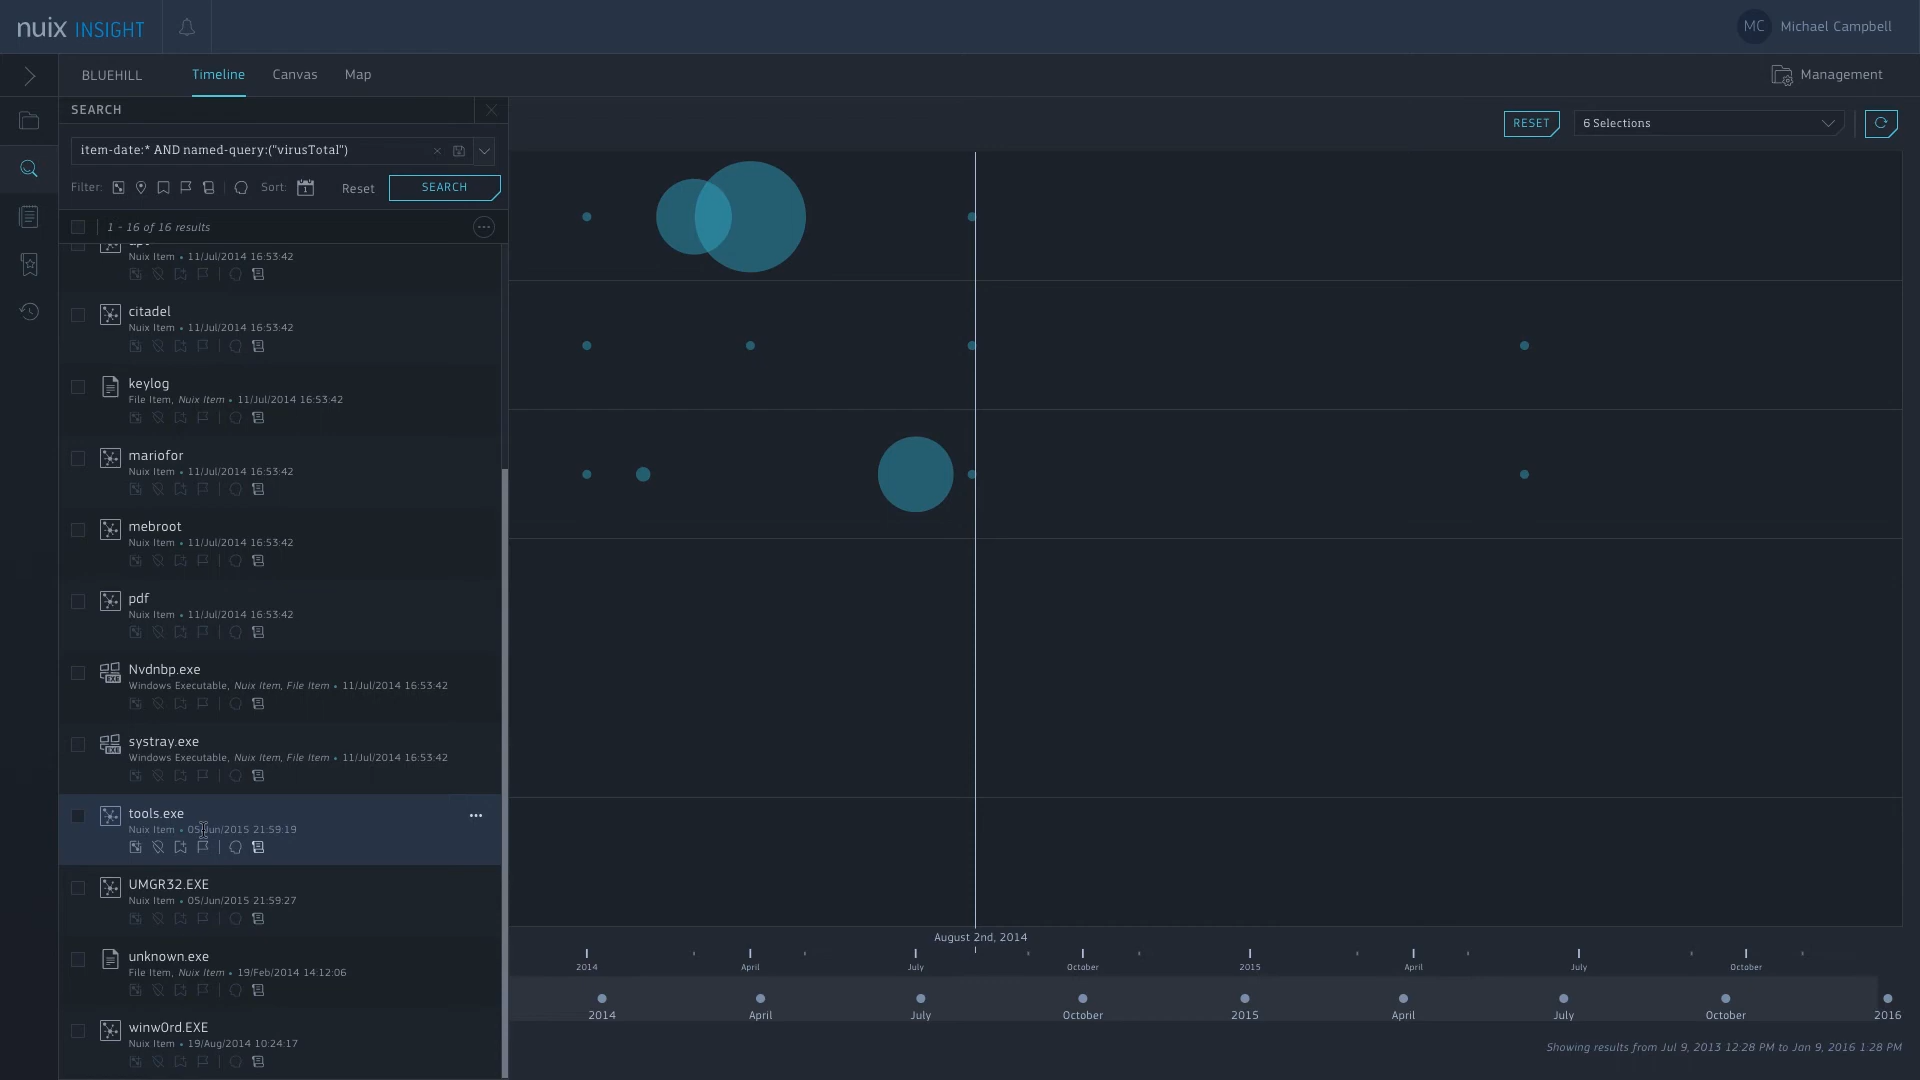 nuix INSIGHT
MC Michael Campbell
BLUEHILL Timeline Canvas Map Management
SEARCH
RESET 6 Selections
item-date:* AND named-query:("virusTotal")
Filter: Sort: 1 Reset SEARCH
1 - 16 of 16 results
Nuix Item • 11/Jul/2014 16:53:42
citadel
Nuix Item • 11/Jul/2014 16:53:42
keylog
File Item, Nuix Item • 11/Jul/2014 16:53:42
mariofor
Nuix Item • 11/Jul/2014 16:53:42
mebroot
Nuix Item • 11/Jul/2014 16:53:42
pdf
Nuix Item • 11/Jul/2014 16:53:42
Nvdnbp.exe
EXE
Windows Executable, Nuix Item, File Item • 11/Jul/2014 16:53:42
systray.exe
EXE
Windows Executable, Nuix Item, File Item • 11/Jul/2014 16:53:42
tools.exe
Nuix Item • 05/Jun/2015 21:59:19
UMGR32.EXE
Nuix Item • 05/Jun/2015 21:59:27
unknown.exe
File Item, Nuix Item • 19/Feb/2014 14:12:06
winw0rd.EXE
Nuix Item • 19/Aug/2014 10:24:17
August 2nd, 2014
2014 April July October 2015 April July October
2014 April July October 2015 April July October 2016
Showing results from Jul 9, 2013 12:28 PM to Jan 9, 2016 1:28 PM